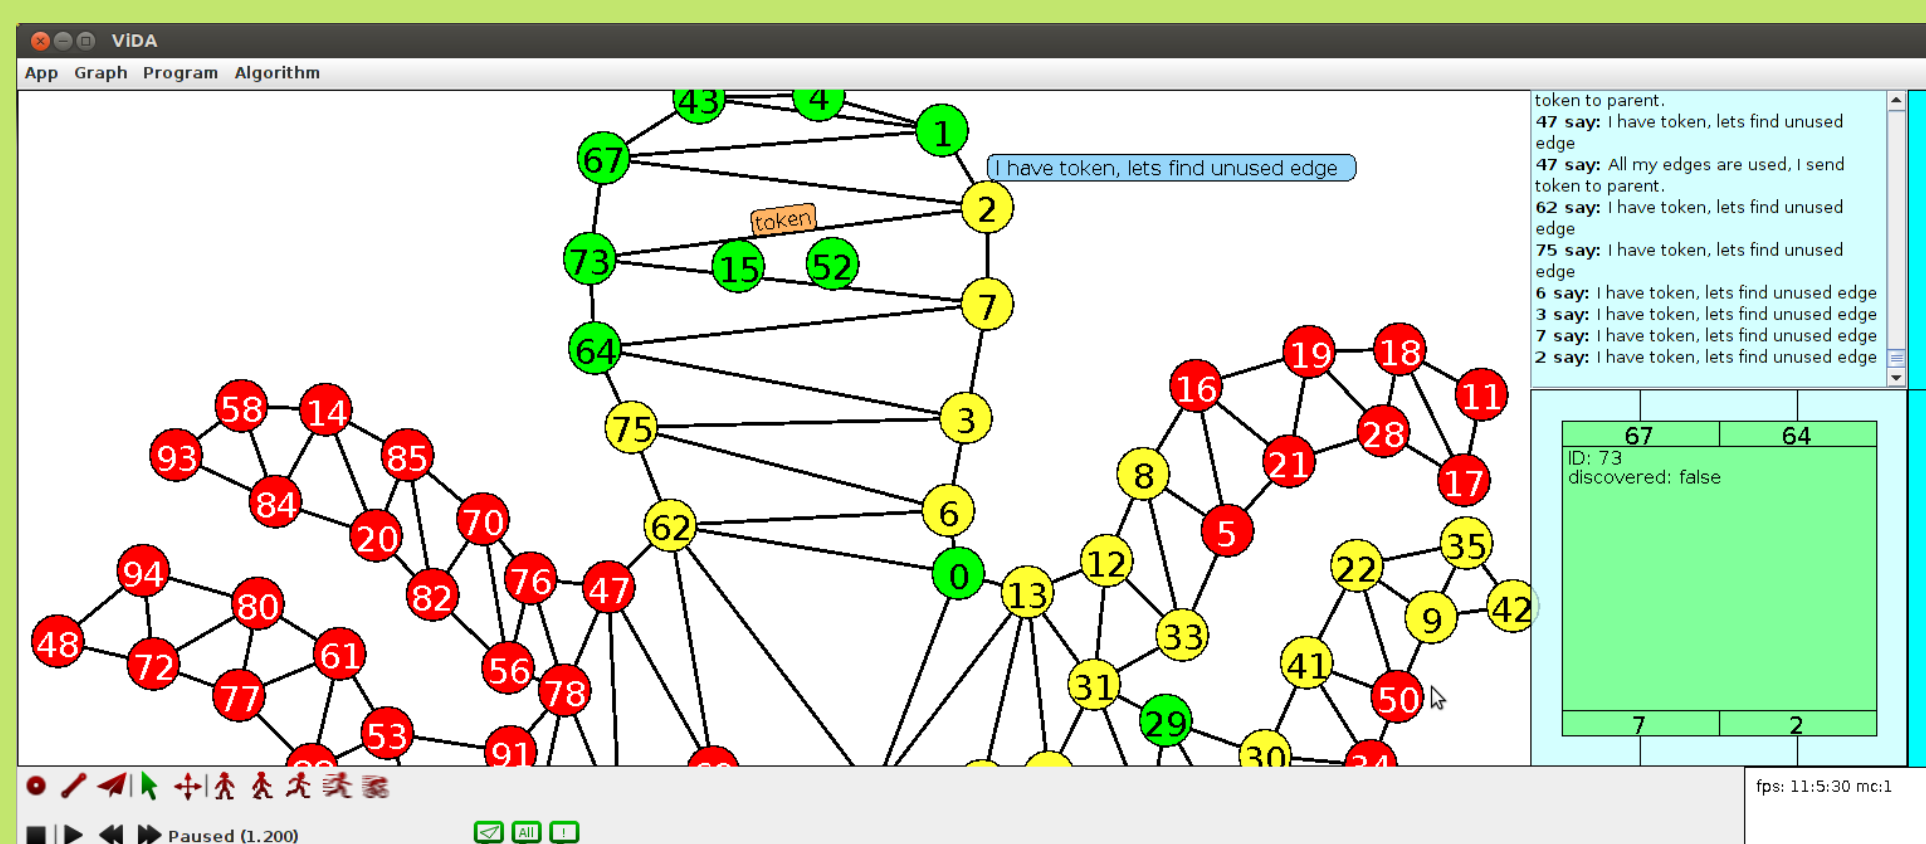 ViDA
App Graph Program Algorithm
43
4
1
67
I have token, lets find unused edge
2
token
73
15
52
7
64
19
18
16
11
58
14
75
3
28
93
85
21
8
17
84
70
6
62
20
5
35
12
22
94
76
47
0
13
82
80
42
9
48
33
61
72
56
41
31
77
78
50
29
53
91
30
34
token to parent.
47 say: I have token, lets find unused
edge
47 say: All my edges are used, I send
token to parent.
62 say: I have token, lets find unused
edge
75 say: I have token, lets find unused
edge
6 say: I have token, lets find unused edge
3 say: I have token, lets find unused edge
7 say: I have token, lets find unused edge
2 say: I have token, lets find unused edge
67 64
ID: 73
discovered: false
7 2
fps: 11:5:30 mc:1
Paused (1.200)
All
!